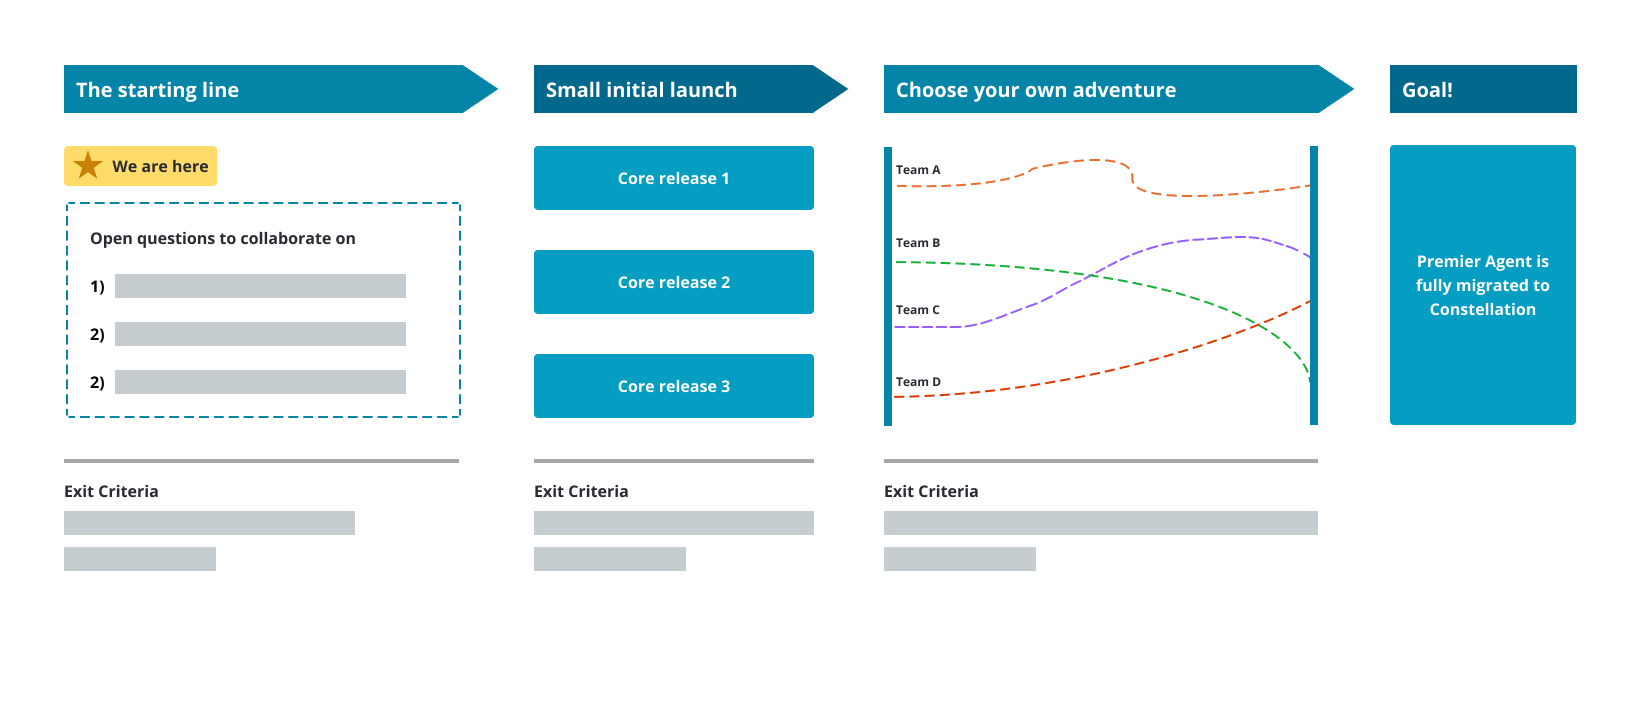 The starting line
Small initial launch
Choose your own adventure
Goal!
We are here
Open questions to collaborate on
1)
2)
2)
Core release 1
Core release 2
Core release 3
Team A
Team B
Team C
Team D
Premier Agent is
fully migrated to
Constellation
Exit Criteria
Exit Criteria
Exit Criteria